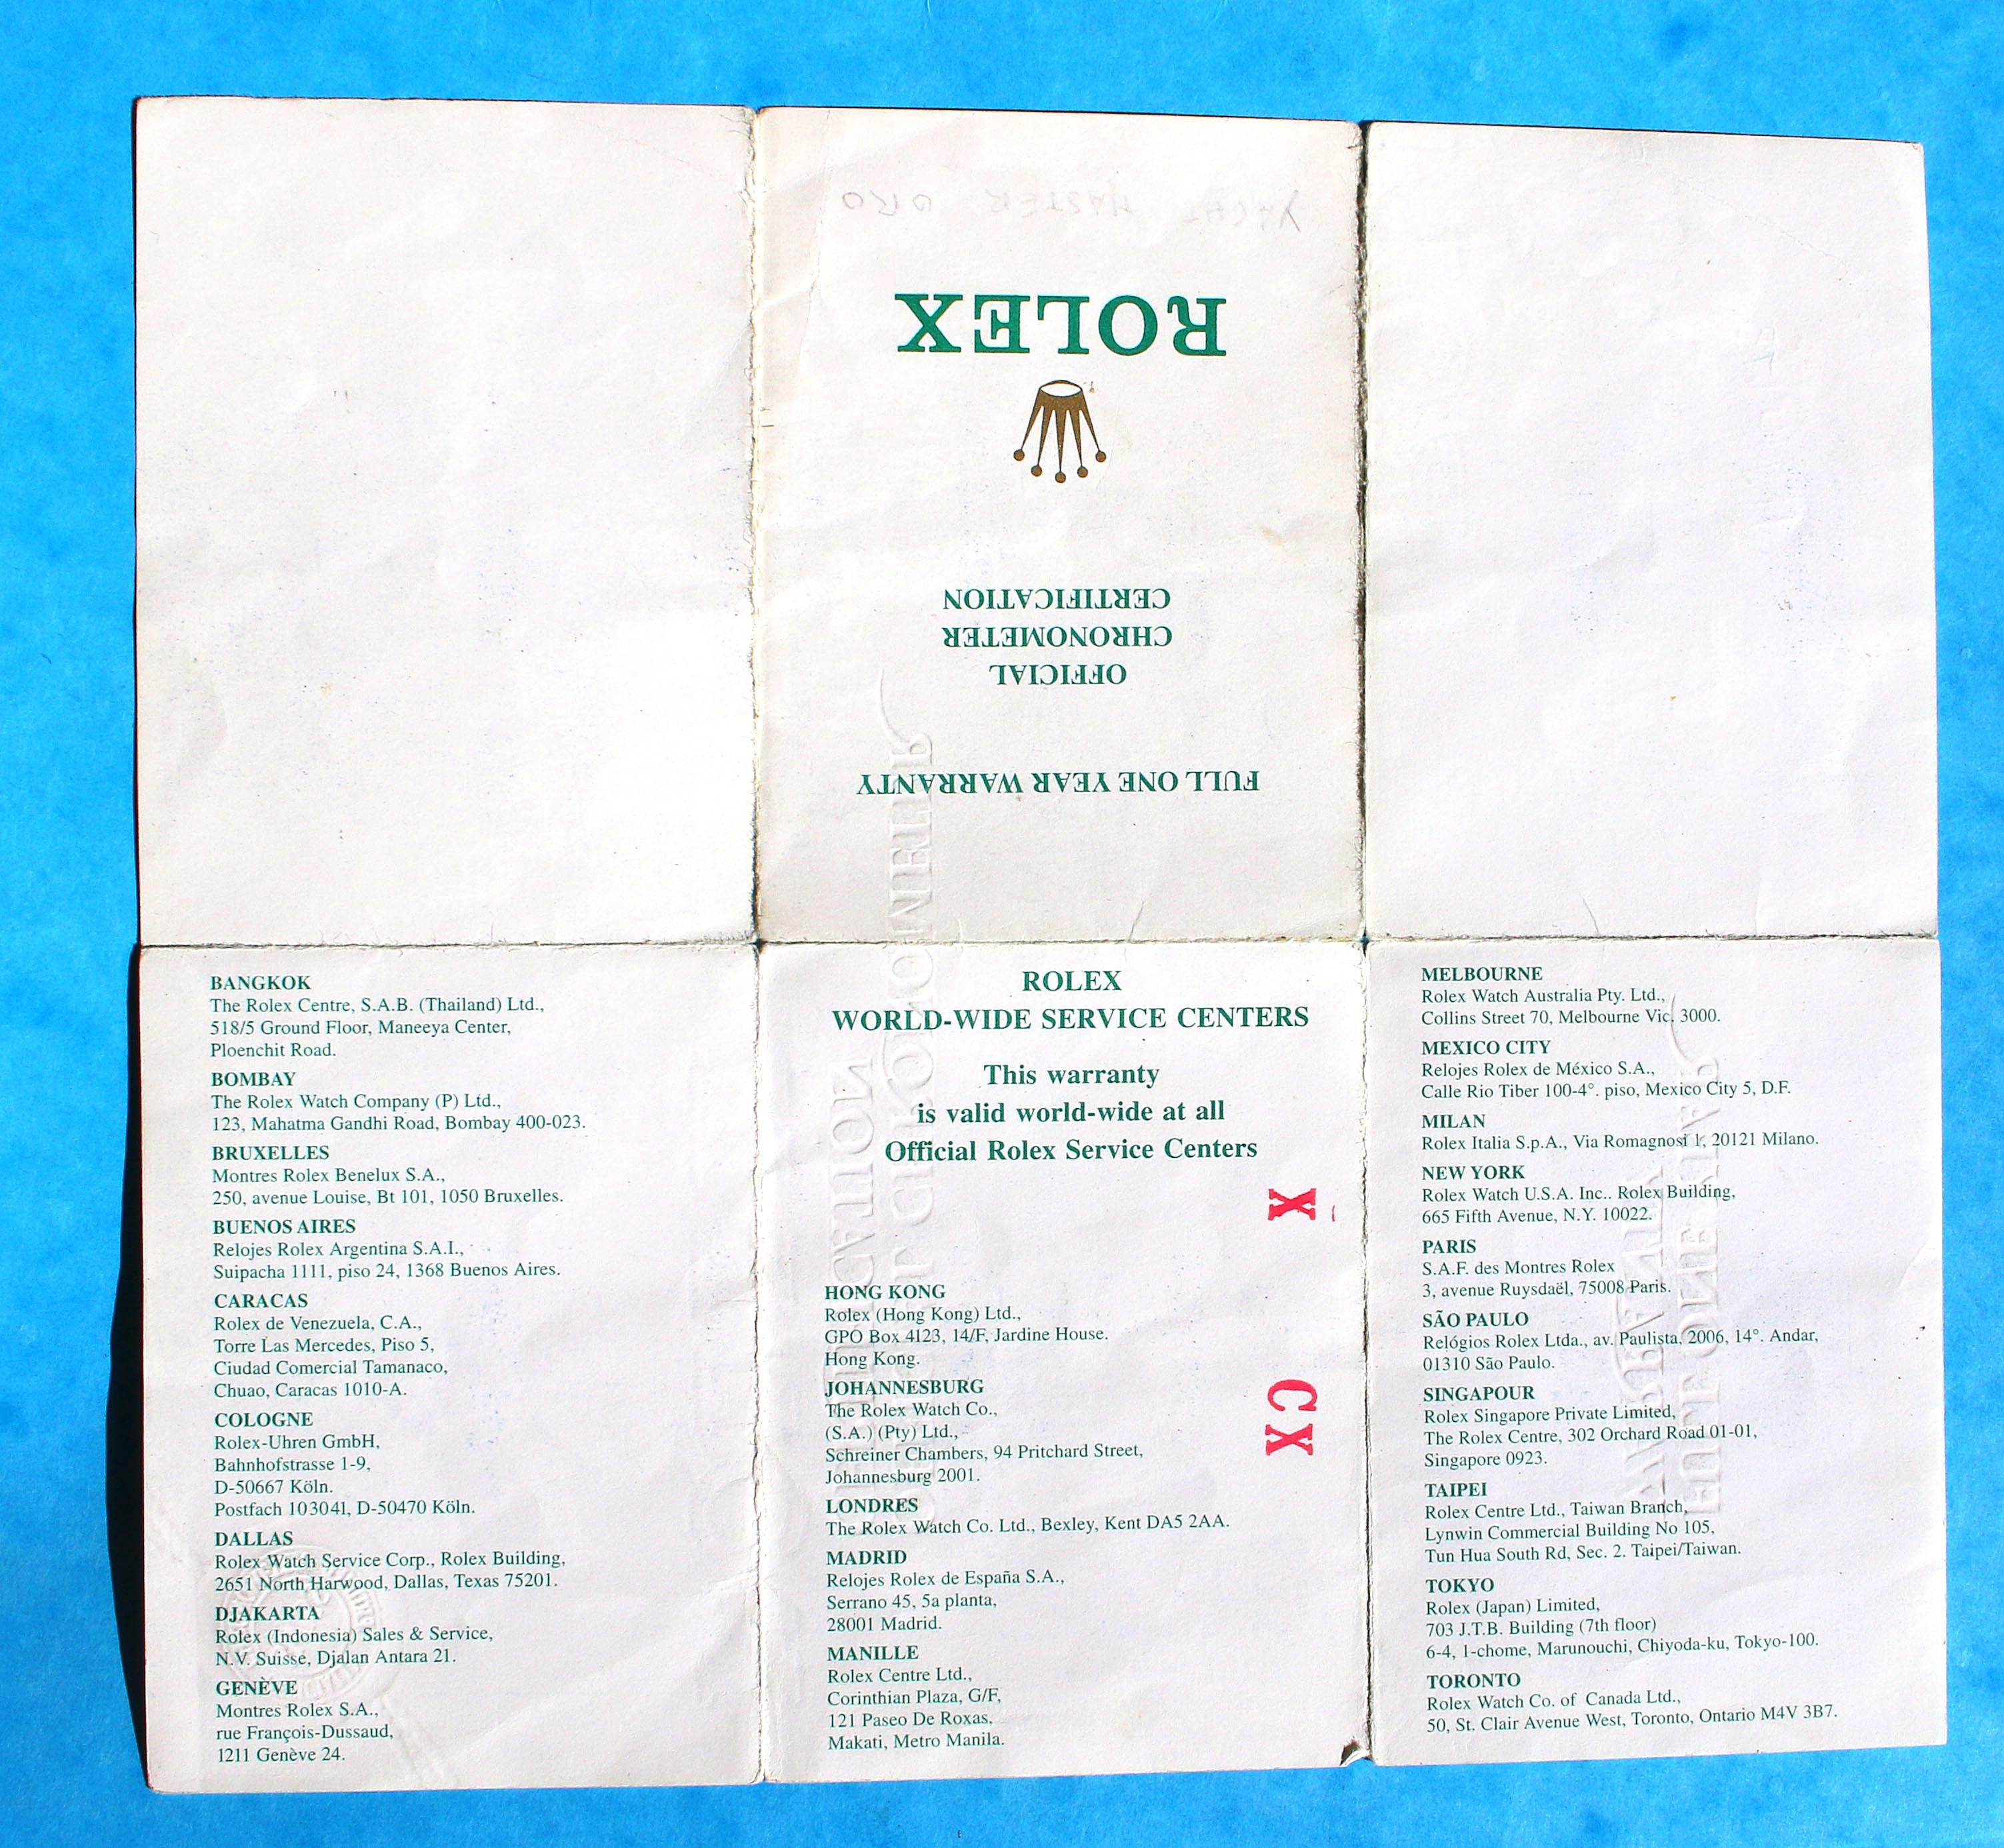 YACHT MASTER ORO
ROLEX
OFFICIAL
CHRONOMETER
CERTIFICATION
FULL ONE YEAR WARRANTY
BANGKOK
The Rolex Centre, S.A.B. (Thailand) Ltd.,
518/5 Ground Floor, Maneeya Center,
Ploenchit Road.
BOMBAY
The Rolex Watch Company (P) Ltd.,
123, Mahatma Gandhi Road, Bombay 400-023.
BRUXELLES
Montres Rolex Benelux S.A.,
250, avenue Louise, Bt 101, 1050 Bruxelles.
BUENOS AIRES
Relojes Rolex Argentina S.A.I.,
Suipacha 1111, piso 24, 1368 Buenos Aires.
CARACAS
Rolex de Venezuela, C.A.,
Torre Las Mercedes, Piso 5,
Ciudad Comercial Tamanaco,
Chuao, Caracas 1010-A.
COLOGNE
Rolex-Uhren GmbH,
Bahnhofstrasse 1-9,
D-50667 Köln.
Postfach 103041, D-50470 Köln.
DALLAS
Rolex Watch Service Corp., Rolex Building,
2651 North Harwood, Dallas, Texas 75201.
DJAKARTA
Rolex (Indonesia) Sales & Service,
N.V. Suisse, Djalan Antara 21.
GENÈVE
Montres Rolex S.A.,
rue François-Dussaud,
1211 Genève 24.
ROLEX
WORLD-WIDE SERVICE CENTERS
This warranty
is valid world-wide at all
Official Rolex Service Centers
X
CX
HONG KONG
Rolex (Hong Kong) Ltd.,
GPO Box 4123, 14/F, Jardine House.
Hong Kong.
JOHANNESBURG
The Rolex Watch Co.,
(S.A.) (Pty) Ltd.,
Schreiner Chambers, 94 Pritchard Street,
Johannesburg 2001.
LONDRES
The Rolex Watch Co. Ltd., Bexley, Kent DA5 2AA.
MADRID
Relojes Rolex de España S.A.,
Serrano 45, 5a planta,
28001 Madrid.
MANILLE
Rolex Centre Ltd.,
Corinthian Plaza, G/F,
121 Paseo De Roxas,
Makati, Metro Manila.
MELBOURNE
Rolex Watch Australia Pty. Ltd.,
Collins Street 70, Melbourne Vic. 3000.
MEXICO CITY
Relojes Rolex de México S.A.,
Calle Rio Tiber 100-4°. piso, Mexico City 5, D.F.
MILAN
Rolex Italia S.p.A., Via Romagnosi 1, 20121 Milano.
NEW YORK
Rolex Watch U.S.A. Inc.. Rolex Building,
665 Fifth Avenue, N.Y. 10022.
PARIS
S.A.F. des Montres Rolex
3, avenue Ruysdaël, 75008 Paris.
SÃO PAULO
Relógios Rolex Ltda., av. Paulista, 2006, 14°. Andar,
01310 São Paulo.
SINGAPOUR
Rolex Singapore Private Limited,
The Rolex Centre, 302 Orchard Road 01-01,
Singapore 0923.
TAIPEI
Rolex Centre Ltd., Taiwan Branch,
Lynwin Commercial Building No 105,
Tun Hua South Rd, Sec. 2. Taipei/Taiwan.
TOKYO
Rolex (Japan) Limited,
703 J.T.B. Building (7th floor)
6-4, 1-chome, Marunouchi, Chiyoda-ku, Tokyo-100.
TORONTO
Rolex Watch Co. of Canada Ltd.,
50, St. Clair Avenue West, Toronto, Ontario M4V 3B7.